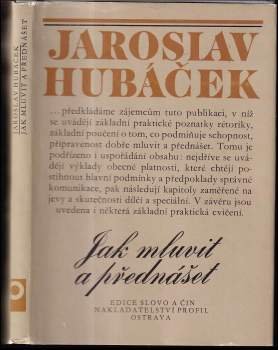 JAROSLAV HUBÁČEK
JAK MLUVIT A PŘEDNÁŠET
JAROSLAV
HUBÁČEK
... předkládáme zájemcům tuto publikaci, v níž
se uvádějí základní praktické poznatky rétoriky,
základní poučení o tom, co podmiňuje schopnost,
připravenost dobře mluvit a přednášet. Tomu je
podřízeno i uspořádání obsahu: nejdříve se uvá-
dějí výklady obecné platnosti, které chtějí po-
stihnout hlavní podmínky a předpoklady správné
komunikace, pak následují kapitoly zaměřené na
jevy a skutečnosti dílčí a speciální. V závěru jsou
uvedena i některá základní praktická cvičení.
Jak mluvit
a přednášet
EDICE SLOVO A ČIN
NAKLADATELSTVÍ PROFIL
OSTRAVA